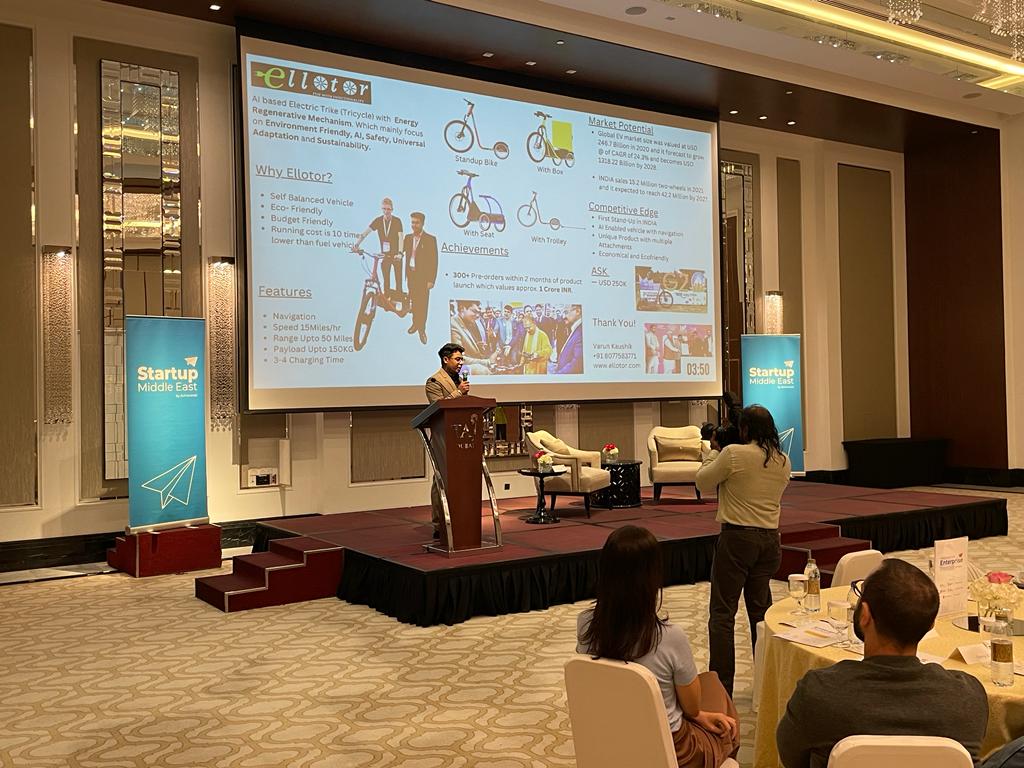 ellotor
AI based Electric Trike (Tricycle) with Energy
Regenerative Mechanism. Which mainly focus
on Environment Friendly, AI, Safety, Universal
Adaptation and Sustainability.
Why Ellotor?
Self Balanced Vehicle
Eco- Friendly
Budget Friendly
Running cost is 10 time
lower than fuel vehic
Features
Navigation
Speed 15Miles/hr
Range Upto 50 Miles
Payload Upto 150KG
3-4 Charging Time
Standup Bike
With Box
With Seat
With Trolley
Achievements
300+ Pre-orders within 2 months of product
launch which values approx. 1 Crore INR.
Market Potential
Global EV market size was valued at USD
246.7 Billion in 2020 and it forecast to grow
@ of CAGR of 24.3% and becomes USD
1318.22 Billion by 2028.
INDIA sales 15.2 Million two-wheels in 2021
and it expected to reach 42.2 Million by 2027
Competitive Edge
First Stand-Up in INDIA
AI Enabled vehicle with navigation
Unique Product with multiple
Attachments
Economical and Ecofriendly
ASK
— USD 250K
Thank You!
Varun Kaushik
+91 8077583771
www.ellotor.com
03:50
Startup
Middle East
Startup
Middle East
TAJ
DUBAI
Enterprise